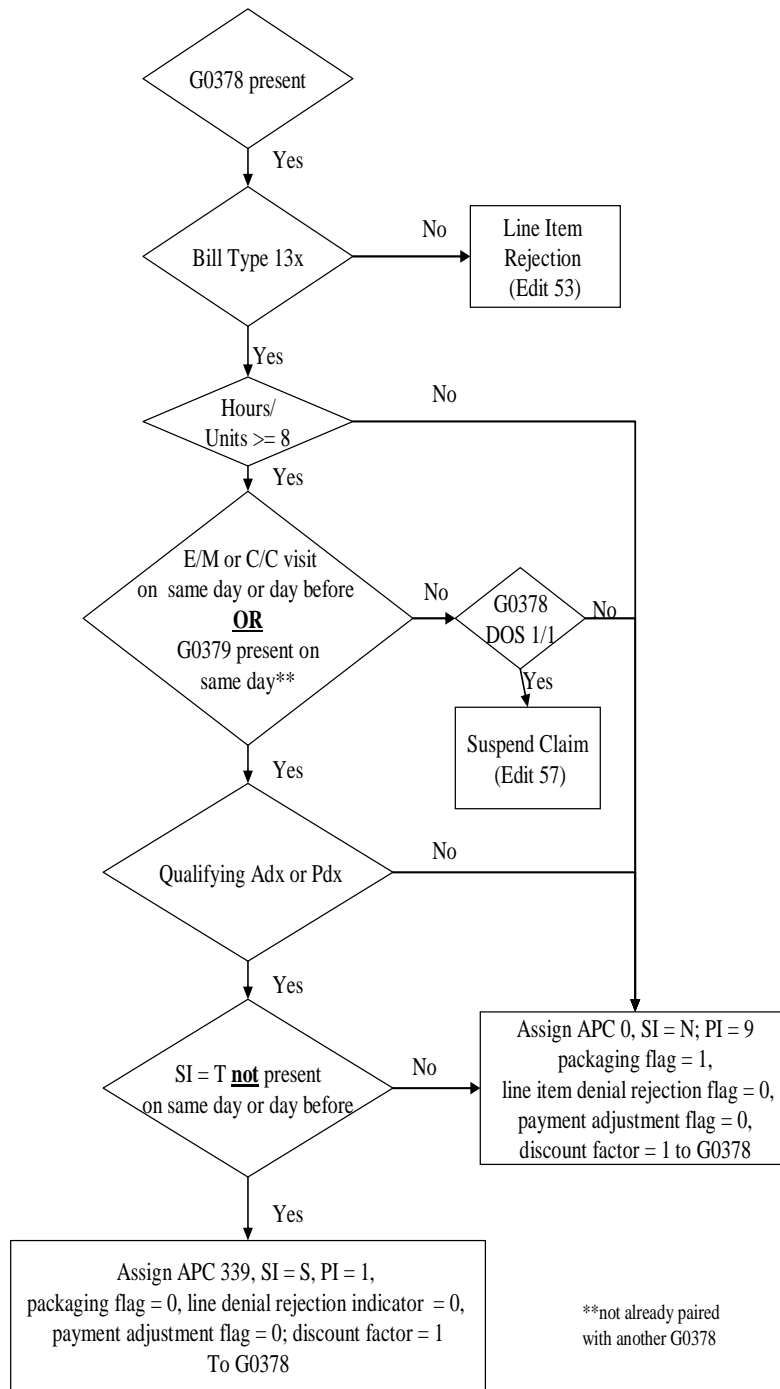 G0378 present
Yes
Bill Type 13x
No
Line Item
Rejection
(Edit 53)
Yes
Hours/
Units >= 8
No
Yes
E/M or C/C visit
on same day or day before
OR
G0379 present on
same day**
No
G0378
DOS 1/1
No
Yes
Suspend Claim
(Edit 57)
Yes
Qualifying Adx or Pdx
No
Yes
SI = T not present
on same day or day before
No
Assign APC 0, SI = N; PI = 9
packaging flag = 1,
line item denial rejection flag = 0,
payment adjustment flag = 0,
discount factor = 1 to G0378
Yes
Assign APC 339, SI = S, PI = 1,
packaging flag = 0, line denial rejection indicator = 0,
payment adjustment flag = 0; discount factor = 1
To G0378
**not already paired
with another G0378